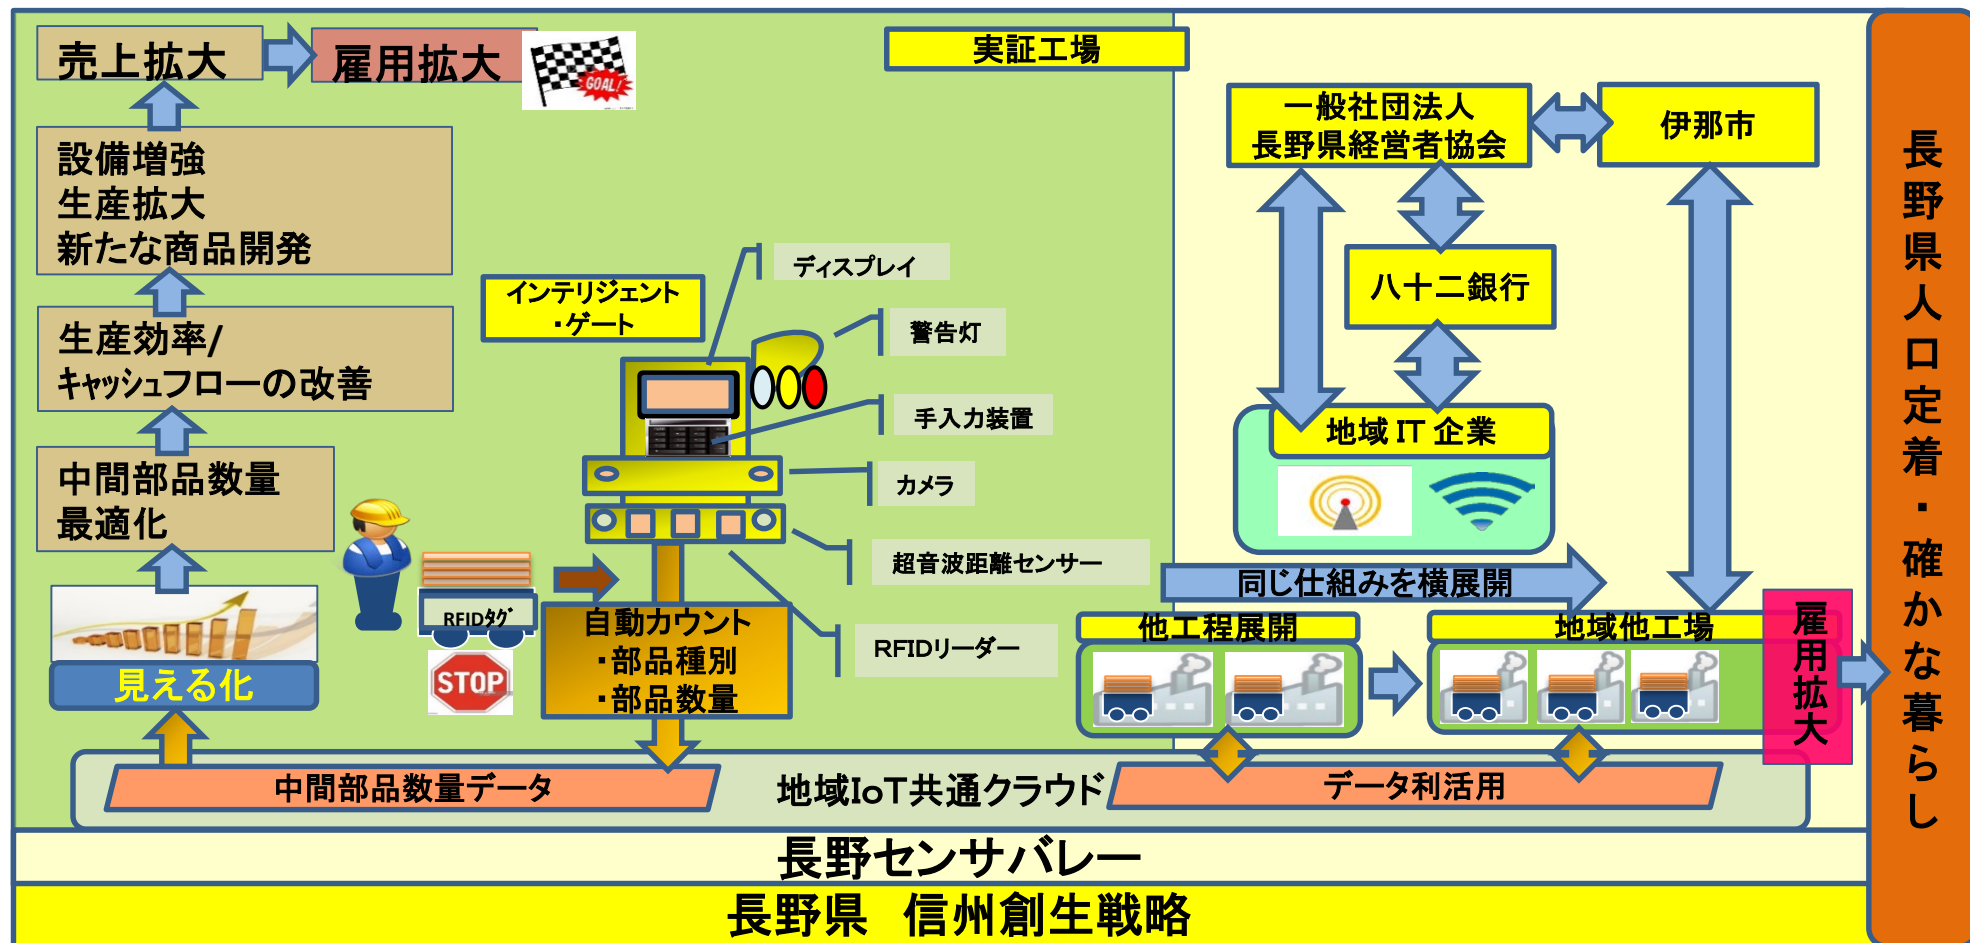 売上拡大
雇用拡大
GOAL!
実証工場
設備増強
生産拡大
新たな商品開発
生産効率/
キャッシュフローの改善
中間部品数量
最適化
見える化
インテリジェント
・ゲート
ディスプレイ
警告灯
手入力装置
カメラ
超音波距離センサー
RFIDリーダー
RFIDタグ
STOP
自動カウント
・部品種別
・部品数量
一般社団法人
長野県経営者協会
伊那市
八十二銀行
地域 IT 企業
同じ仕組みを横展開
他工程展開
地域他工場
雇用拡大
中間部品数量データ
地域IoT共通クラウド
データ利活用
長野センサバレー
長野県　信州創生戦略
長野県人口定着・確かな暮らし